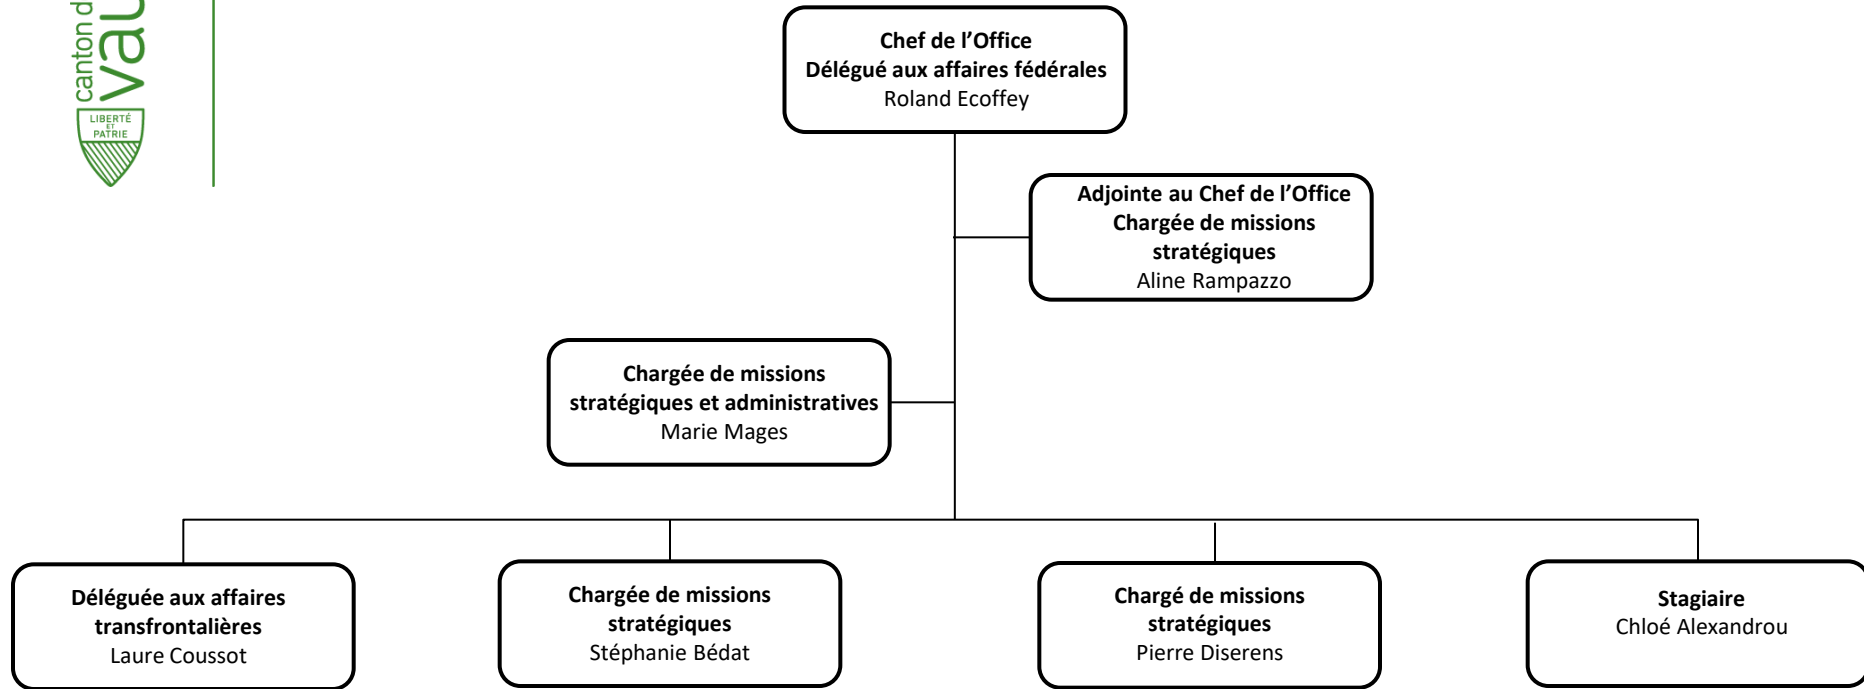 canton d
vau
LIBERTÉ
ET
PATRIE
Chef de l’Office
Délégué aux affaires fédérales
Roland Ecoffey
Adjointe au Chef de l’Office
Chargée de missions
stratégiques
Aline Rampazzo
Chargée de missions
stratégiques et administratives
Marie Mages
Déléguée aux affaires
transfrontalières
Laure Coussot
Chargée de missions
stratégiques
Stéphanie Bédat
Chargé de missions
stratégiques
Pierre Diserens
Stagiaire
Chloé Alexandrou